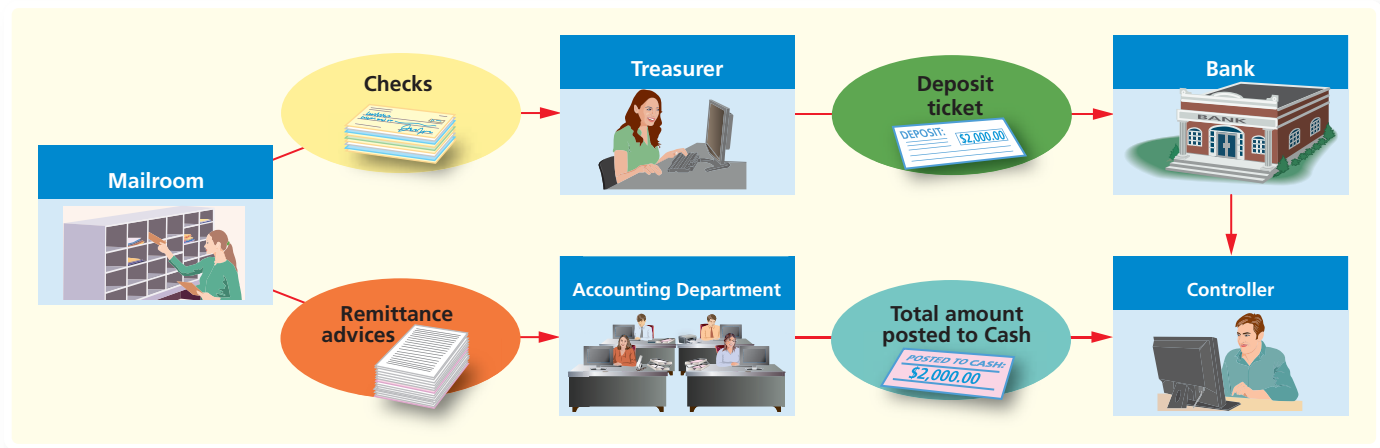 Mailroom
Checks
Treasurer
Deposit
ticket
DEPOSIT:
$2,000.00
Bank
BANK
Remittance
advices
Accounting Department
Total amount
posted to Cash
POSTED TO CASH:
$2,000.00
Controller